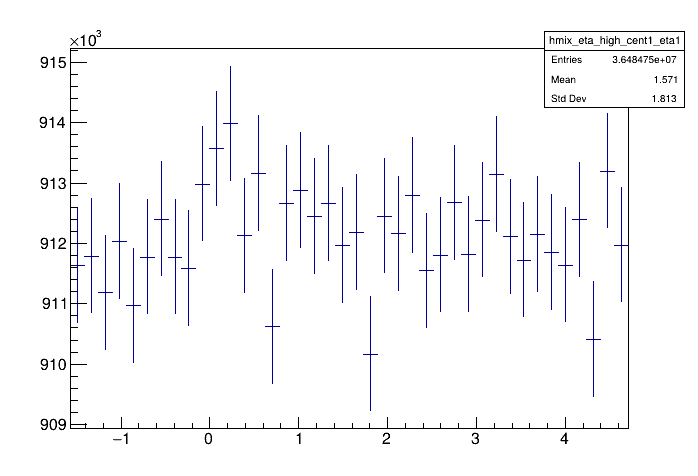 ×10³
hmix_eta_high_cent1_eta1
Entries 3.648475e+07
Mean 1.571
Std Dev 1.813
915
914
913
912
911
910
909
−1 0 1 2 3 4